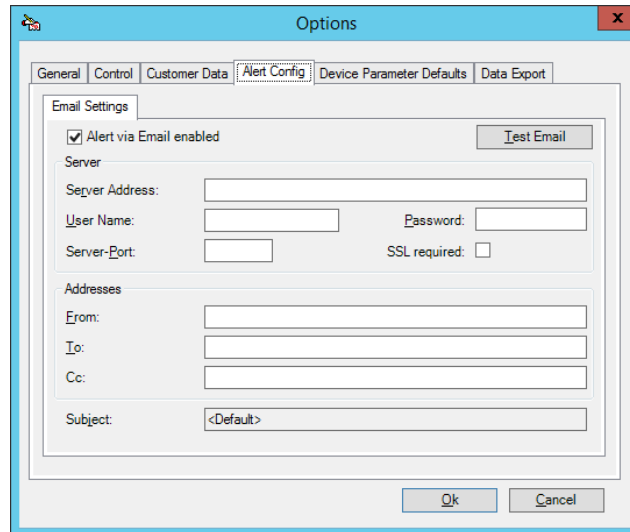 Options
x
General Control Customer Data Alert Config Device Parameter Defaults Data Export
Email Settings
Alert via Email enabled Test Email
Server
Server Address:
User Name: Password:
Server-Port: SSL required:
Addresses
From:
To:
Cc:
Subject: <Default>
Ok Cancel